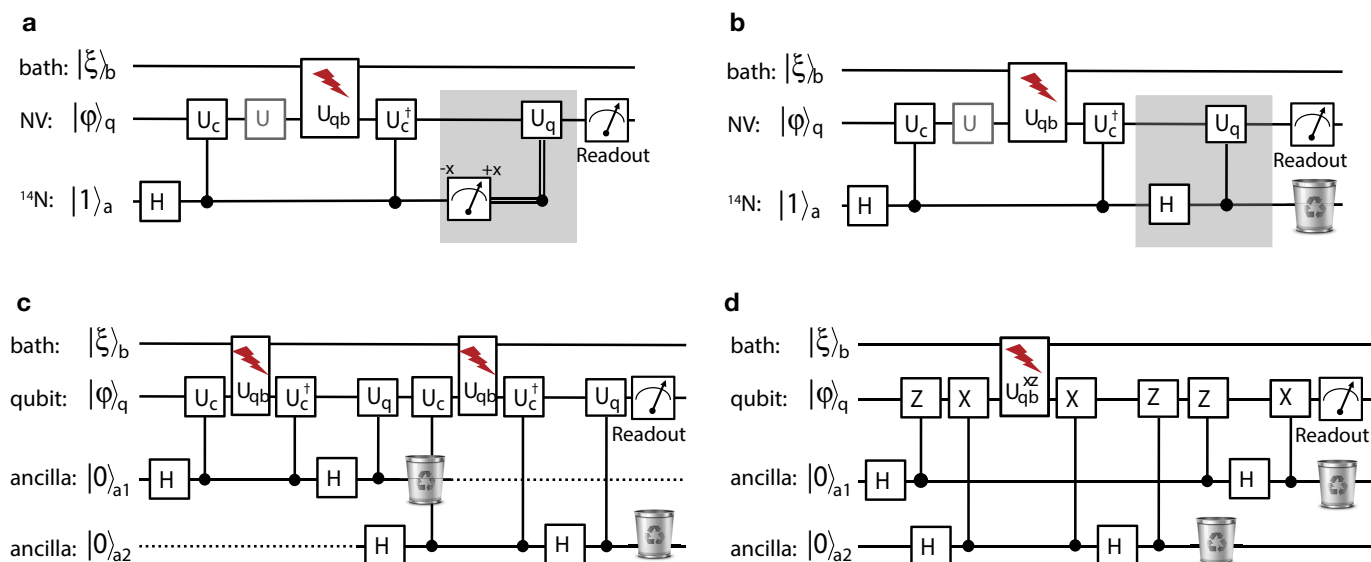 a
bath: |ξ⟩b
NV: |φ⟩q Uc U Uqb Uc† Uq
Readout
-x +x
¹⁴N: |1⟩a H
b
bath: |ξ⟩b
NV: |φ⟩q Uc U Uqb Uc† Uq
Readout
¹⁴N: |1⟩a H H
c
bath: |ξ⟩b
qubit: |φ⟩q Uc Uqb Uc† Uq Uc Uqb Uc† Uq
Readout
ancilla: |0⟩a1 H H
ancilla: |0⟩a2 H H
d
bath: |ξ⟩b
qubit: |φ⟩q Z X Uqb^xz X Z Z X
Readout
ancilla: |0⟩a1 H H
ancilla: |0⟩a2 H H